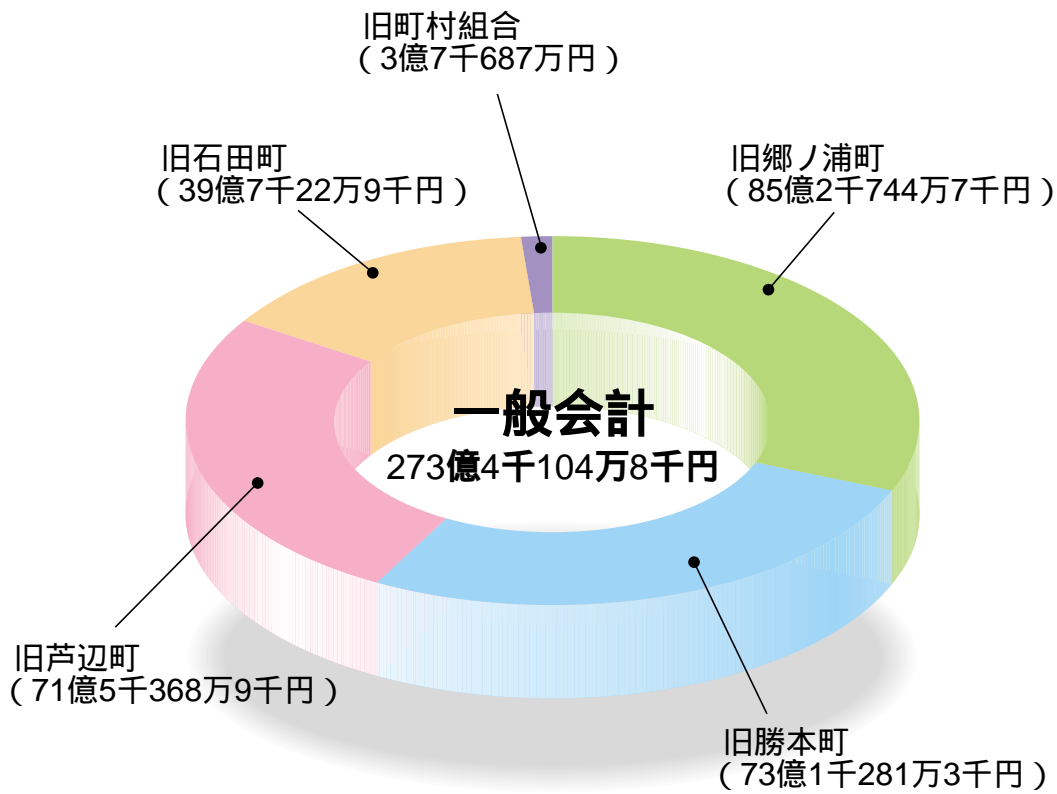 旧町村組合
（3億7千687万円）
旧石田町
（39億7千22万9千円）
旧郷ノ浦町
（85億2千744万7千円）
一般会計
273億4千104万8千円
旧芦辺町
（71億5千368万9千円）
旧勝本町
（73億1千281万3千円）